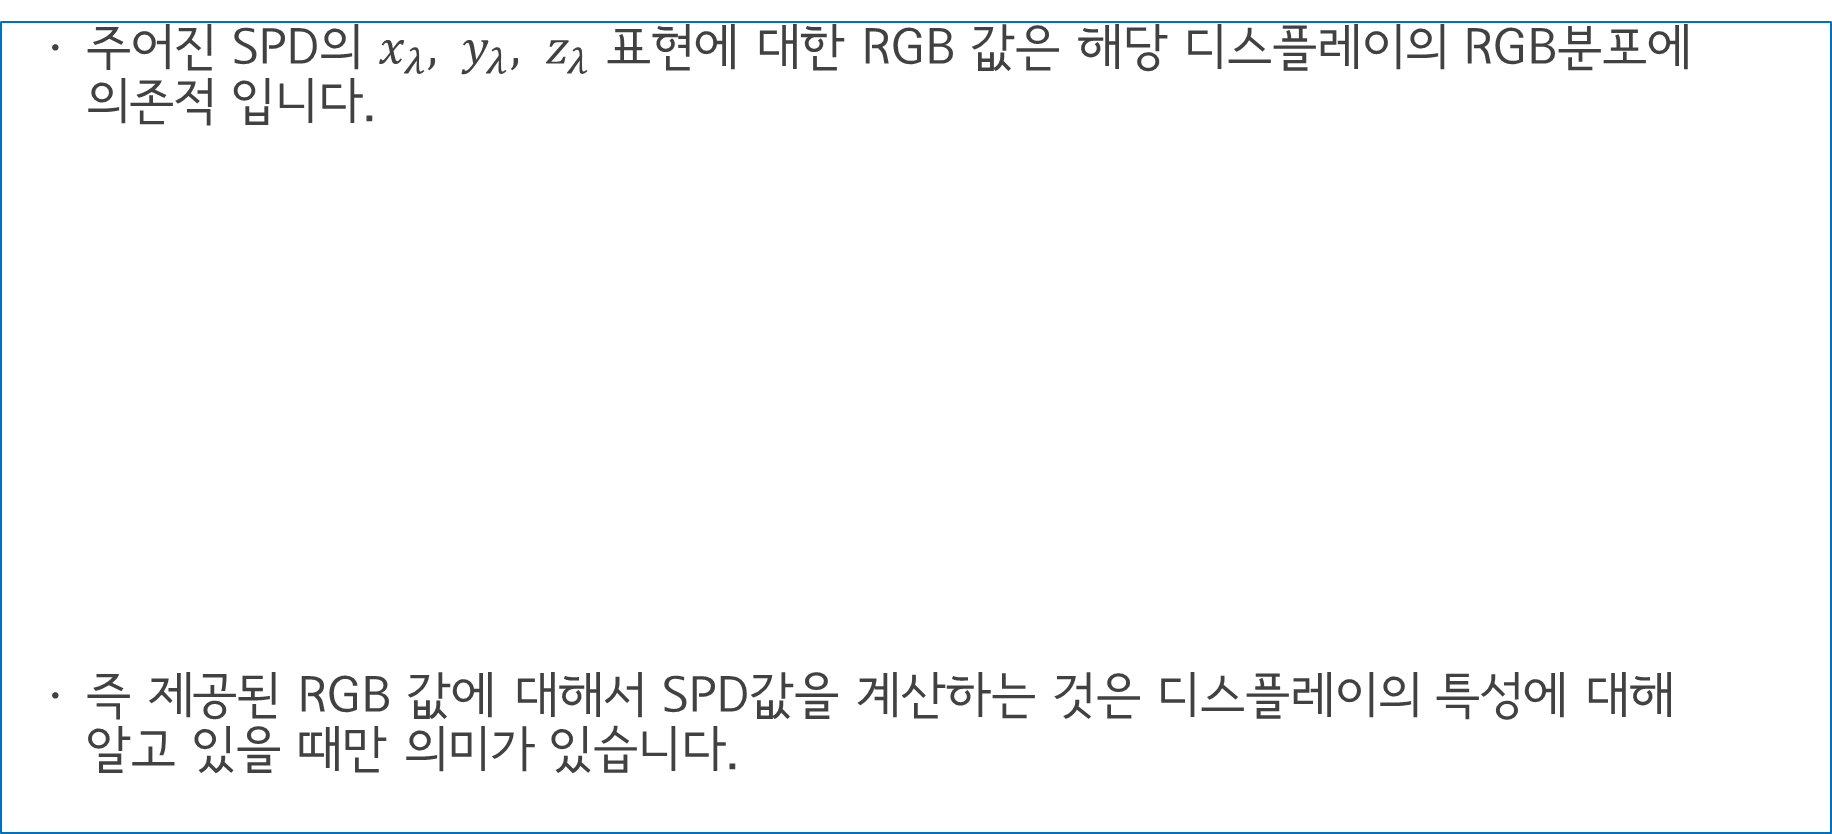 · 주어진 SPD의 𝑥𝜆, 𝑦𝜆, 𝑧𝜆 표현에 대한 RGB 값은 해당 디스플레이의 RGB분포에
의존적 입니다.
· 즉 제공된 RGB 값에 대해서 SPD값을 계산하는 것은 디스플레이의 특성에 대해
알고 있을 때만 의미가 있습니다.